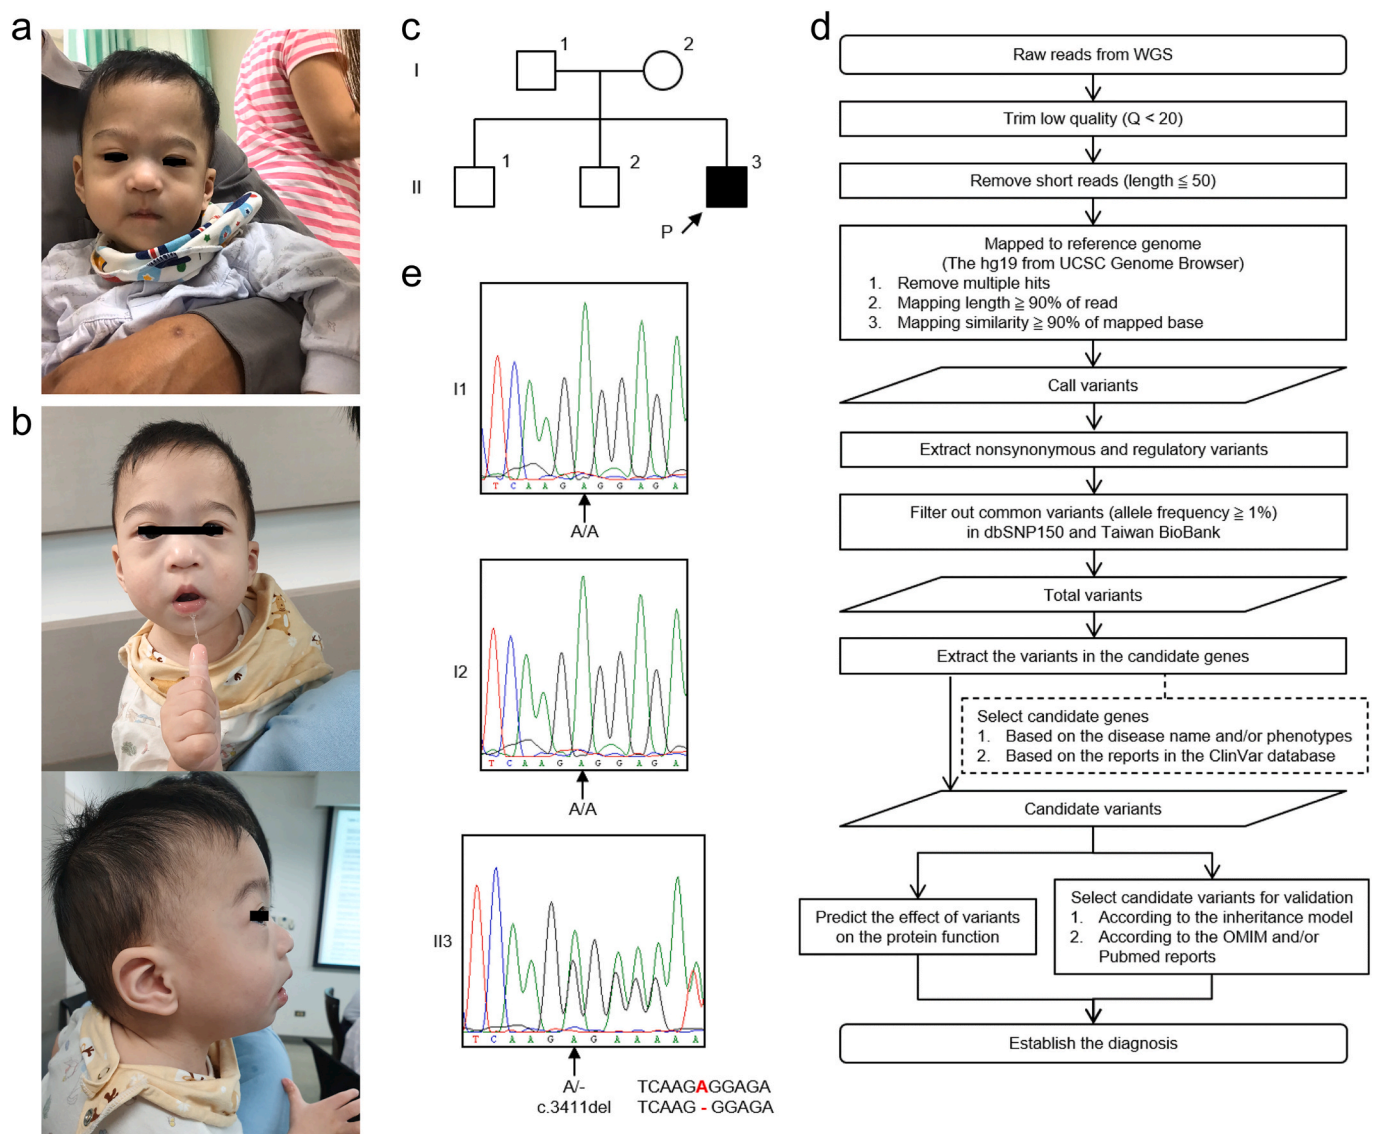 a
c
d
1
2
I
1
2
3
II
P
Raw reads from WGS
Trim low quality (Q < 20)
Remove short reads (length ≦ 50)
Mapped to reference genome
(The hg19 from UCSC Genome Browser)
1. Remove multiple hits
2. Mapping length ≧ 90% of read
3. Mapping similarity ≧ 90% of mapped base
Call variants
Extract nonsynonymous and regulatory variants
Filter out common variants (allele frequency ≧ 1%)
in dbSNP150 and Taiwan BioBank
Total variants
Extract the variants in the candidate genes
Select candidate genes
1. Based on the disease name and/or phenotypes
2. Based on the reports in the ClinVar database
Candidate variants
Predict the effect of variants
on the protein function
Select candidate variants for validation
1. According to the inheritance model
2. According to the OMIM and/or
Pubmed reports
Establish the diagnosis
b
e
I1
T C A A G A G G A G A
A/A
I2
T C A A G A G G A G A
A/A
II3
T C A A G A G A A A A
A/-
c.3411del
TCAAGAGGAGA
TCAAG - GGAGA